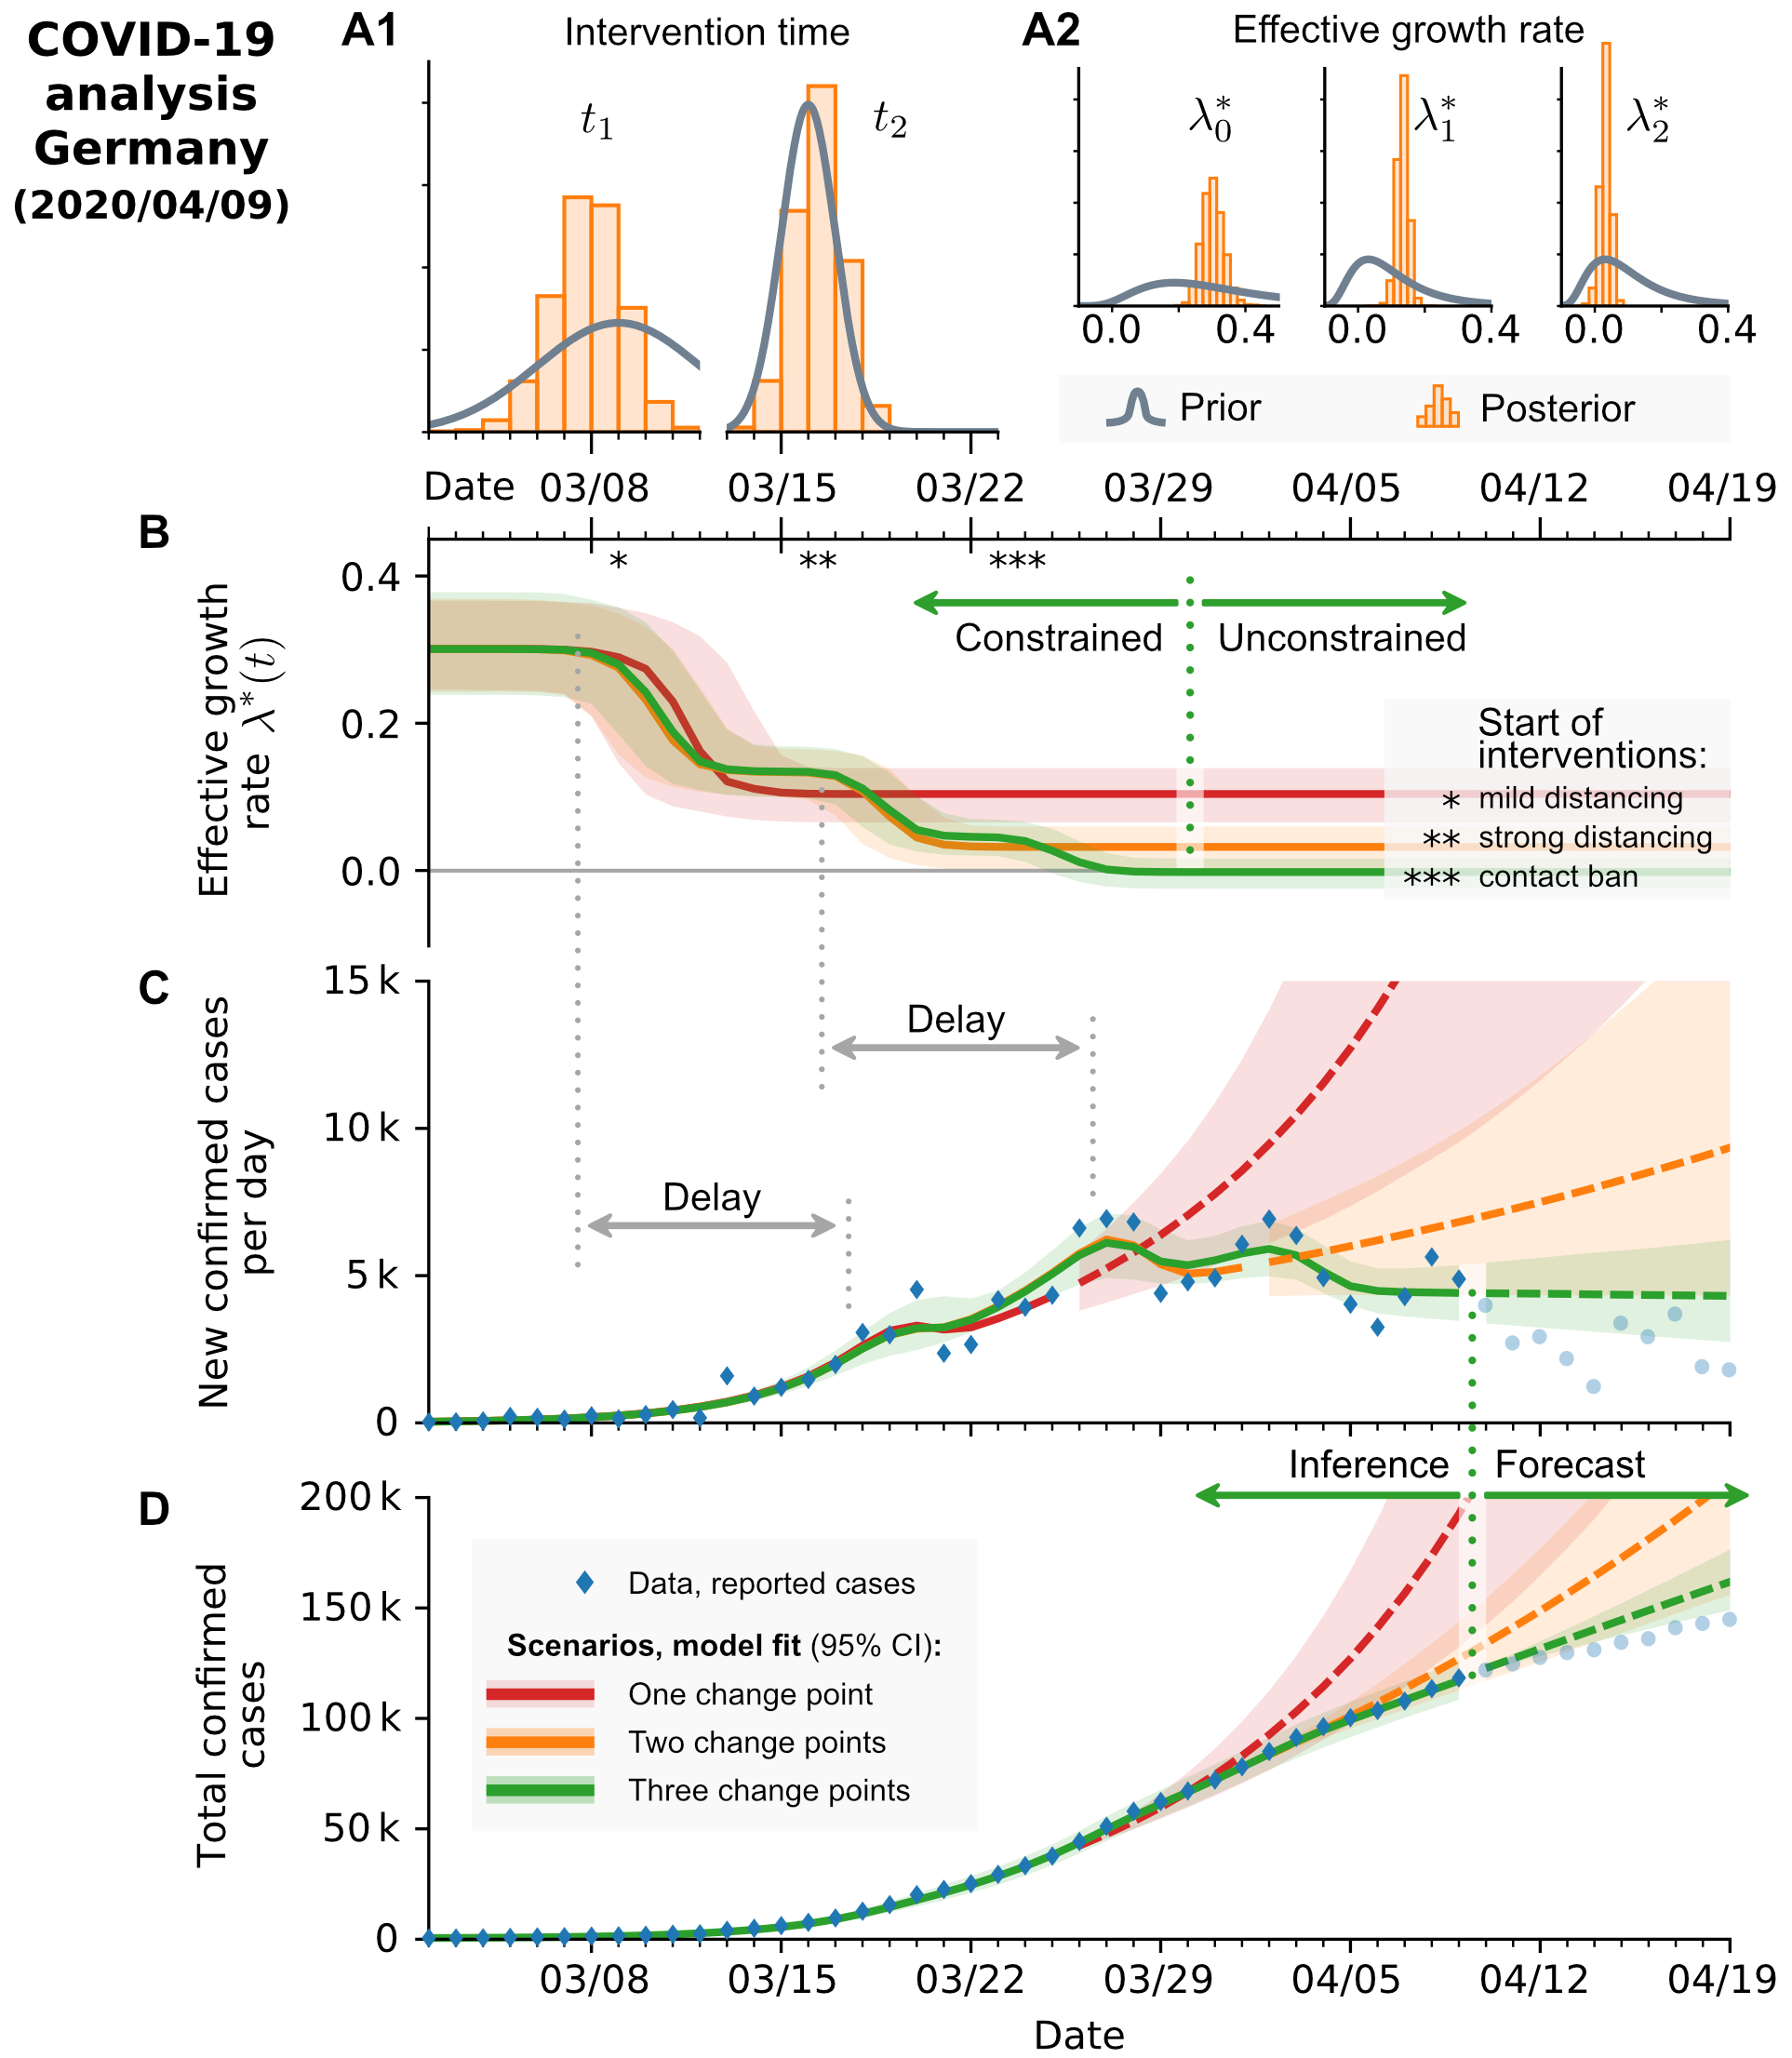 COVID-19
analysis
Germany
(2020/04/09)
A1
Intervention time
t₁
t₂
A2
Effective growth rate
λ₀*
λ₁*
λ₂*
0.0 0.4
0.0 0.4
0.0 0.4
Prior
Posterior
Date 03/08 03/15 03/22 03/29 04/05 04/12 04/19
B
* ** ***
0.4
0.2
0.0
Effective growth
rate λ*(t)
Constrained
Unconstrained
Start of
interventions:
* mild distancing
** strong distancing
*** contact ban
C
15 k
10 k
5 k
0
New confirmed cases
per day
Delay
Delay
Inference
Forecast
D
200 k
150 k
100 k
50 k
0
Total confirmed
cases
Data, reported cases
Scenarios, model fit (95% CI):
One change point
Two change points
Three change points
03/08 03/15 03/22 03/29 04/05 04/12 04/19
Date